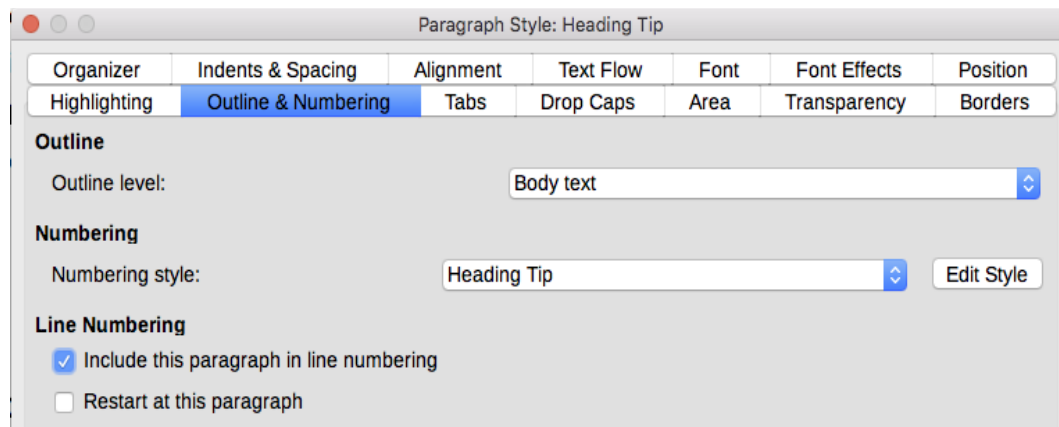 Paragraph Style: Heading Tip
Organizer Indents & Spacing Alignment Text Flow Font Font Effects Position
Highlighting Outline & Numbering Tabs Drop Caps Area Transparency Borders
Outline
Outline level: Body text
Numbering
Numbering style: Heading Tip Edit Style
Line Numbering
Include this paragraph in line numbering
Restart at this paragraph